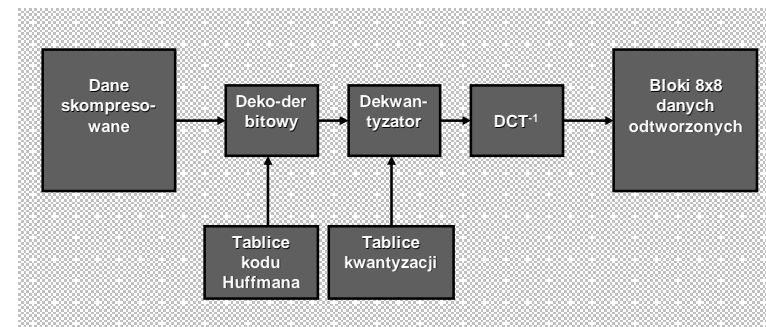 Dane
skompreso-
wane
Deko-der
bitowy
Dekwan-
tyzator
DCT-1
Bloki 8x8
danych
odtworzonych
Tablice
kodu
Huffmana
Tablice
kwantyzacji